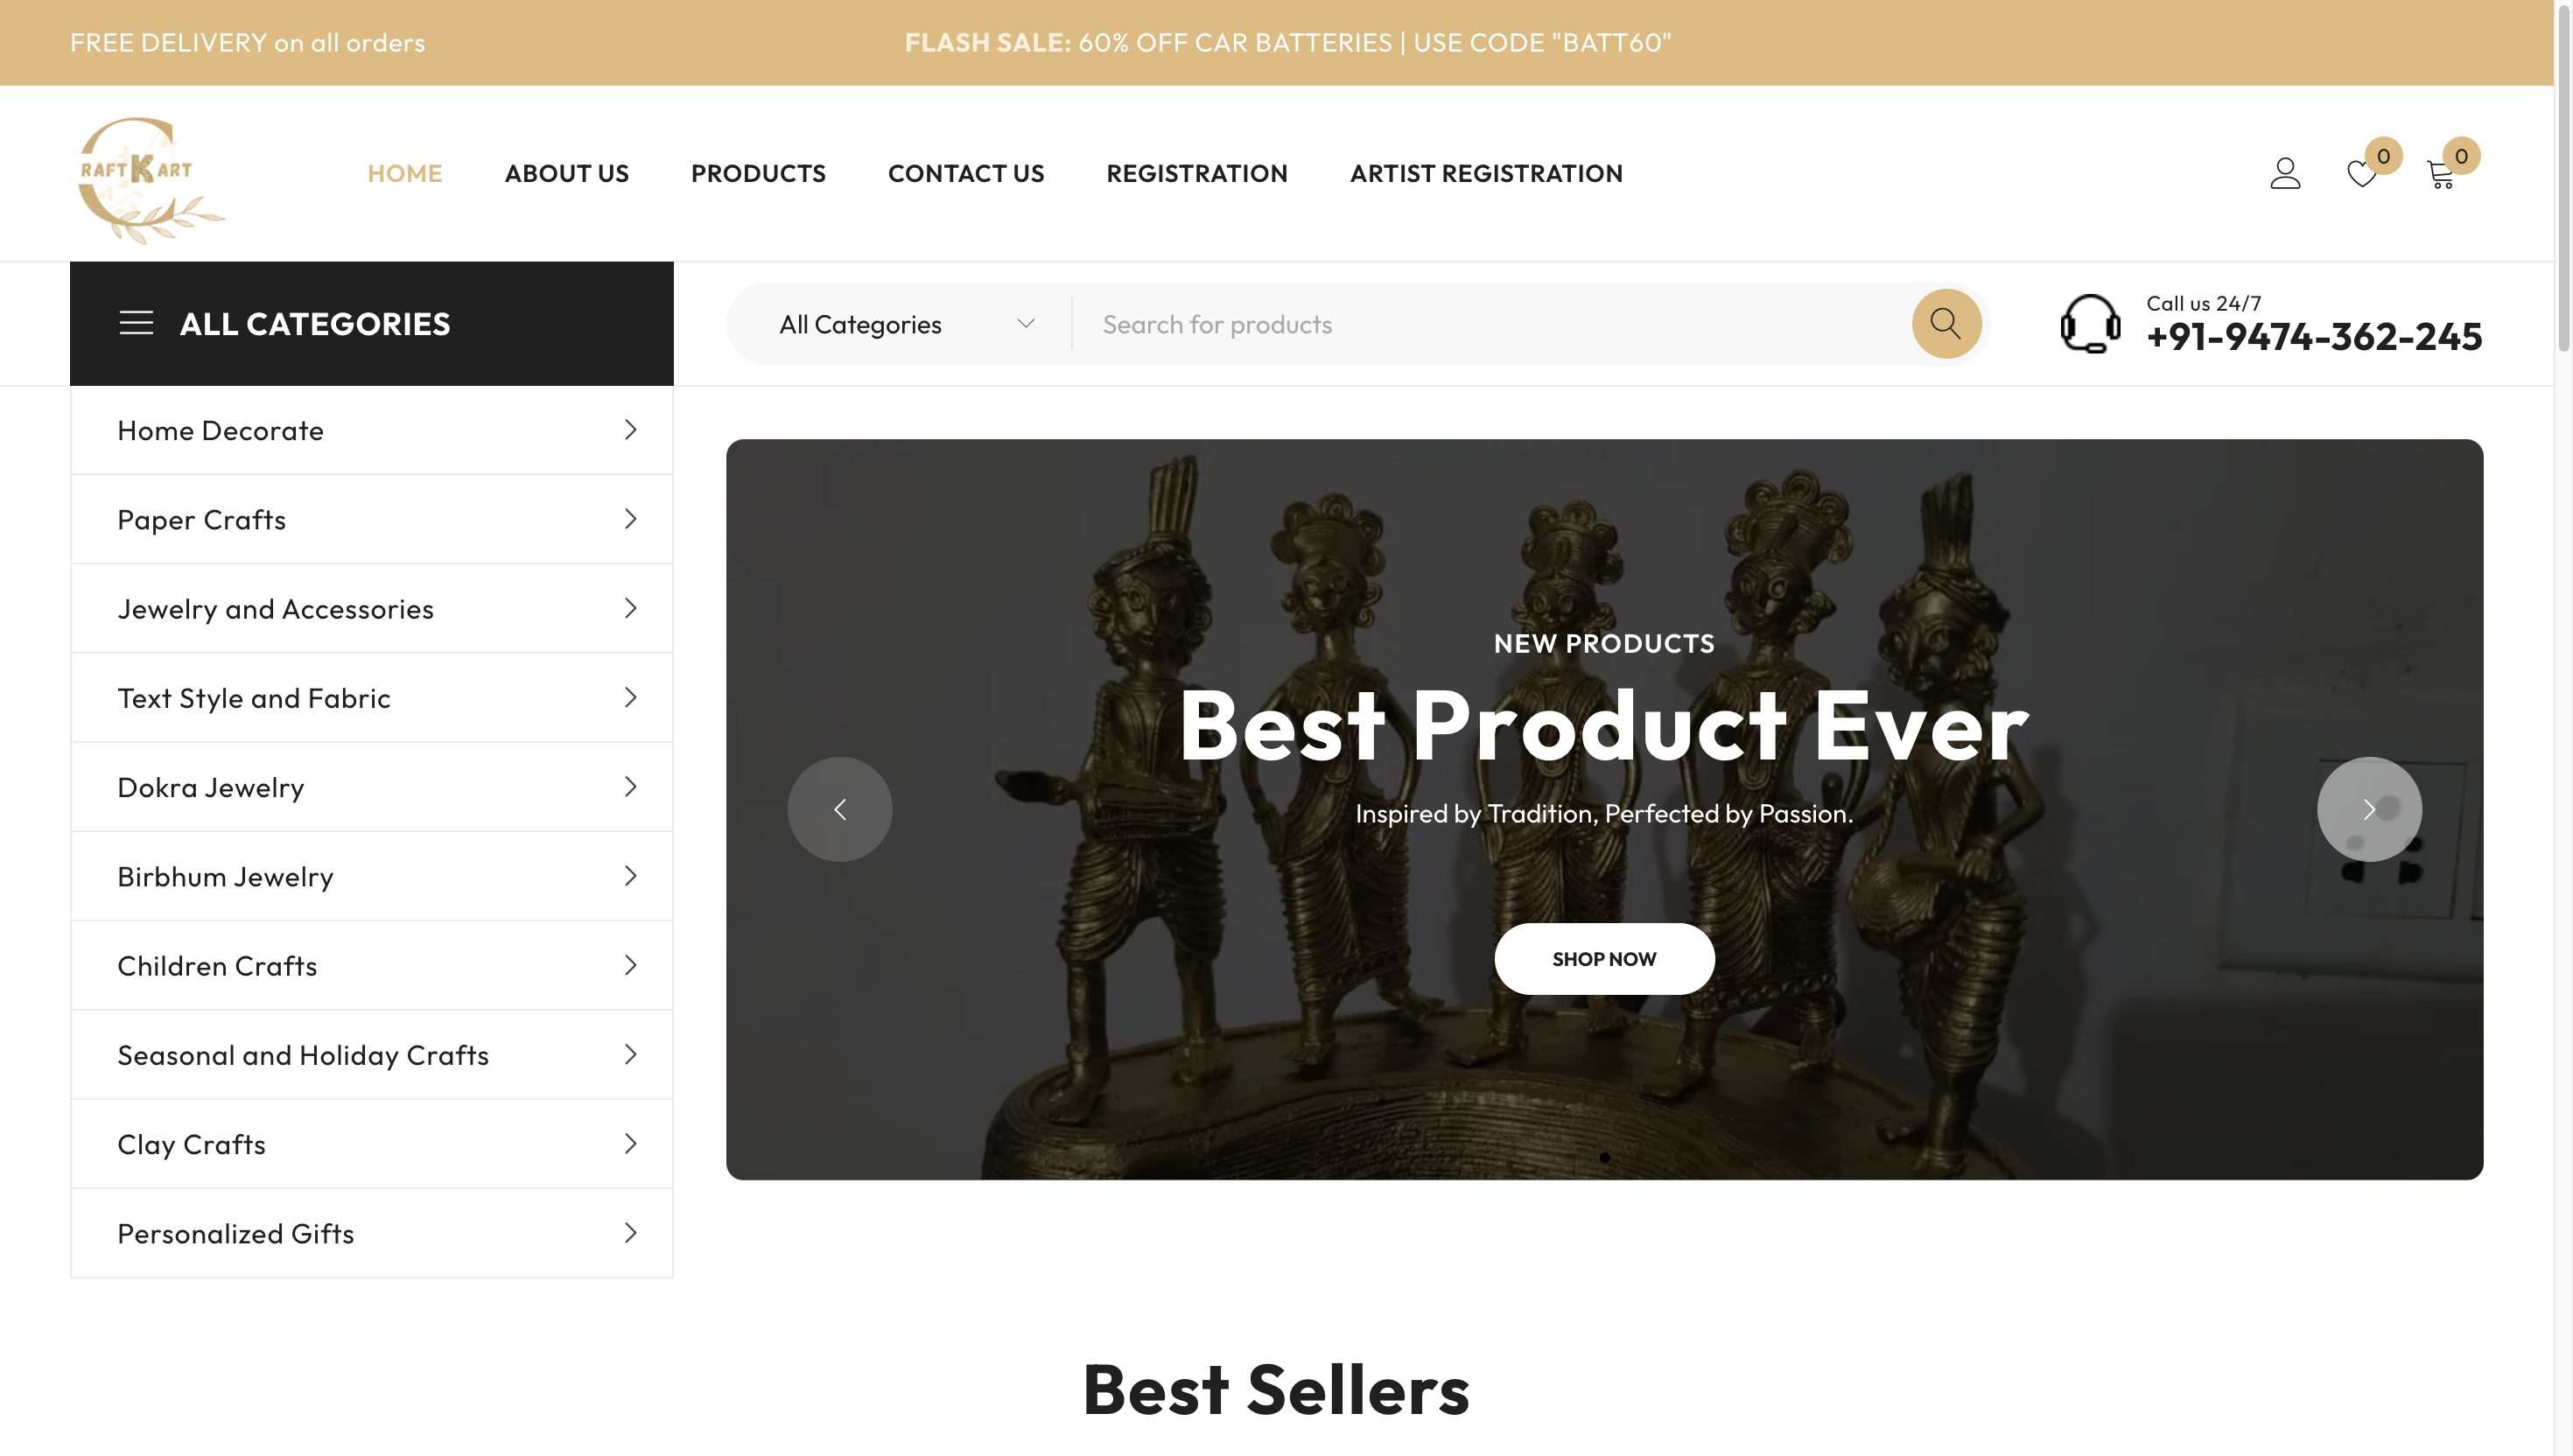 FREE DELIVERY on all orders
FLASH SALE: 60% OFF CAR BATTERIES | USE CODE "BATT60"
RAFT K ART
HOME
ABOUT US
PRODUCTS
CONTACT US
REGISTRATION
ARTIST REGISTRATION
0
0
ALL CATEGORIES
All Categories
Search for products
Call us 24/7
+91-9474-362-245
Home Decorate
Paper Crafts
Jewelry and Accessories
Text Style and Fabric
Dokra Jewelry
Birbhum Jewelry
Children Crafts
Seasonal and Holiday Crafts
Clay Crafts
Personalized Gifts
NEW PRODUCTS
Best Product Ever
Inspired by Tradition, Perfected by Passion.
SHOP NOW
Best Sellers